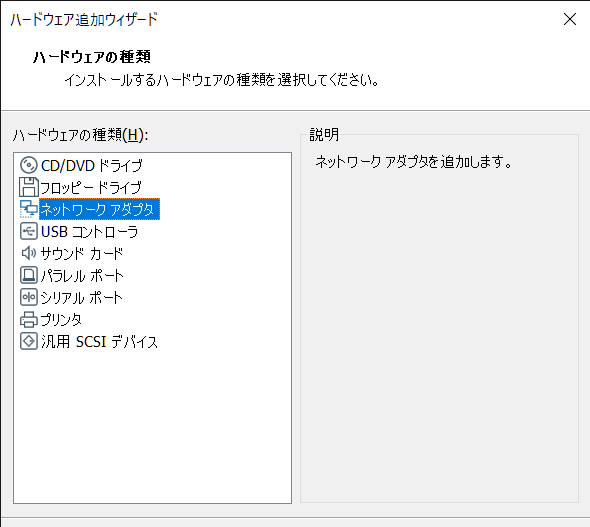 ハードウェア追加ウィザード
ハードウェアの種類
インストールするハードウェアの種類を選択してください。
ハードウェアの種類(H):
CD/DVD ドライブ
フロッピー ドライブ
ネットワーク アダプタ
USB コントローラ
サウンド カード
パラレル ポート
シリアル ポート
プリンタ
汎用 SCSI デバイス
説明
ネットワーク アダプタを追加します。